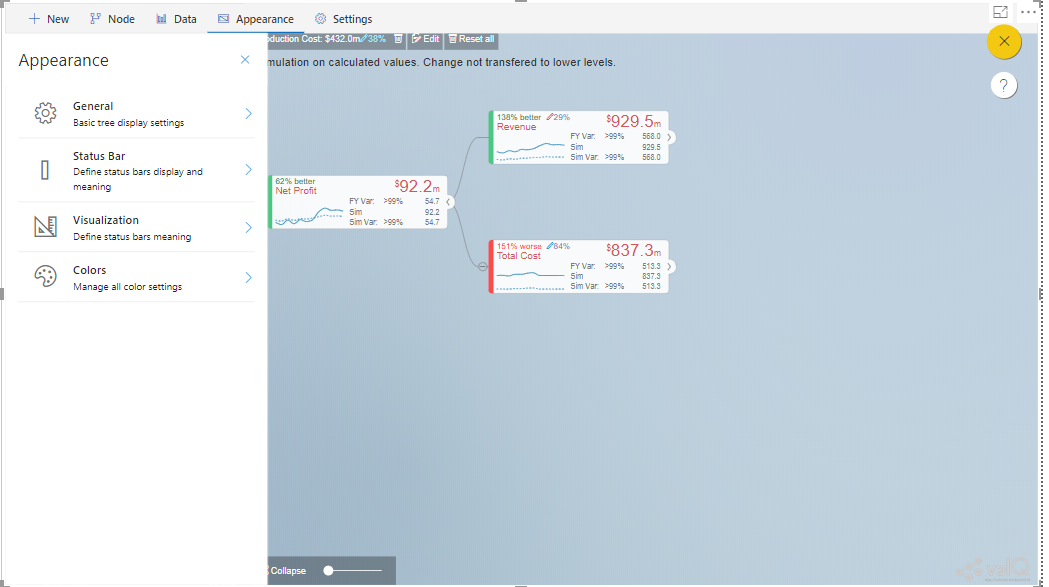 New Node Data Appearance Settings
oduction Cost: $432.0m 38% Edit Reset all
Appearance
mulation on calculated values. Change not transfered to lower levels.
General
Basic tree display settings
Status Bar
Define status bars display and
meaning
Visualization
Define status bars meaning
Colors
Manage all color settings
138% better 29% $929.5m
Revenue
FY Var: >99% 568.0
Sim 929.5
Sim Var: >99% 568.0
62% better $92.2m
Net Profit
FY Var: >99% 54.7
Sim 92.2
Sim Var: >99% 54.7
151% worse 84% $837.3m
Total Cost
FY Var: >99% 513.3
Sim 837.3
Sim Var: >99% 513.3
Collapse
?